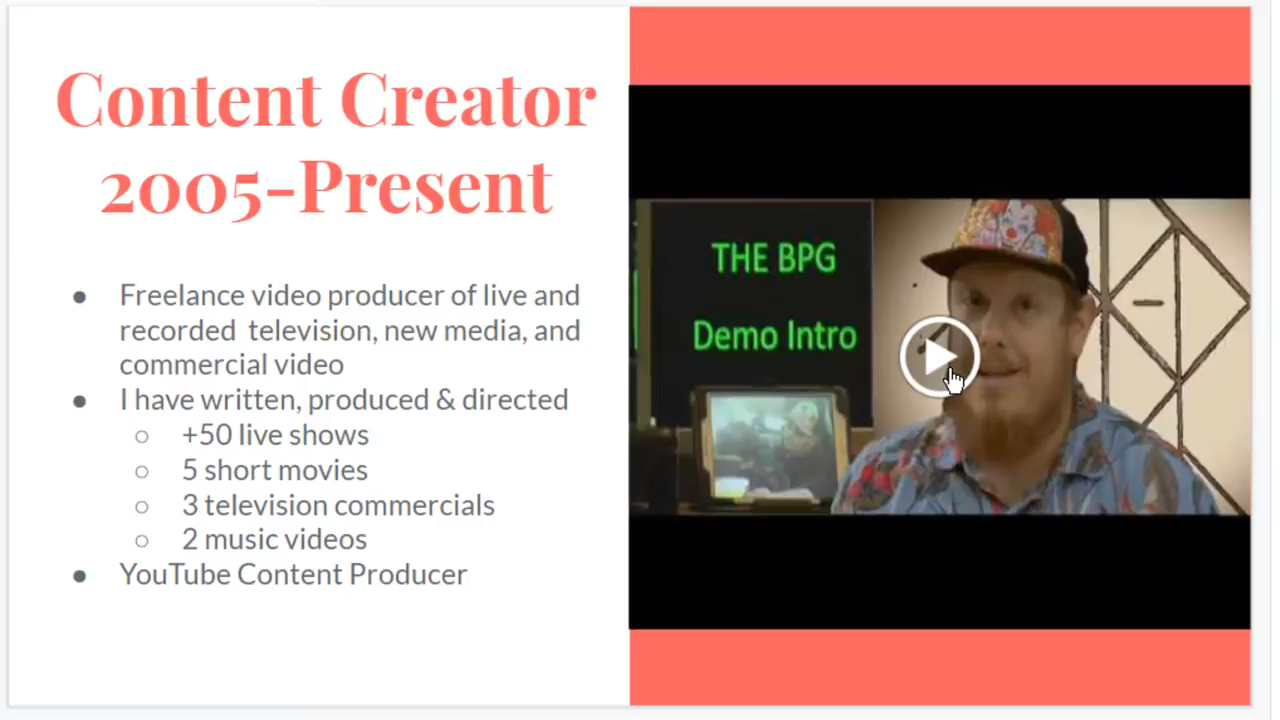 Content Creator
2005-Present
● Freelance video producer of live and
recorded television, new media, and
commercial video
● I have written, produced & directed
○ +50 live shows
○ 5 short movies
○ 3 television commercials
○ 2 music videos
● YouTube Content Producer
THE BPG
Demo Intro